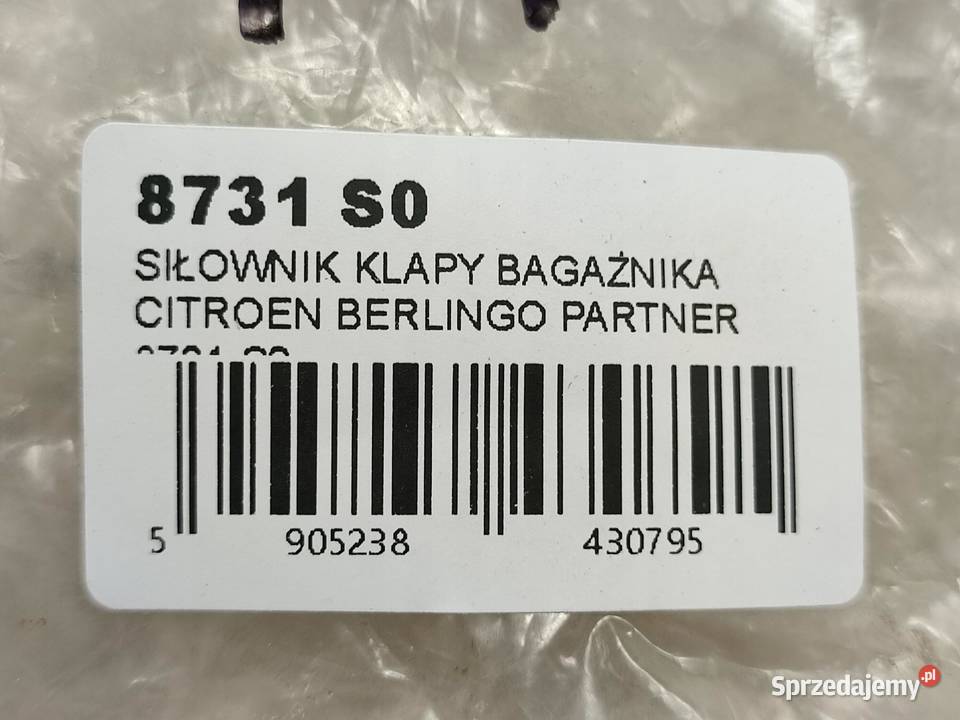 8731 S0
SIŁOWNIK KLAPY BAGAŻNIKA
CITROEN BERLINGO PARTNER
5 905238 430795
Sprzedajemy.pl